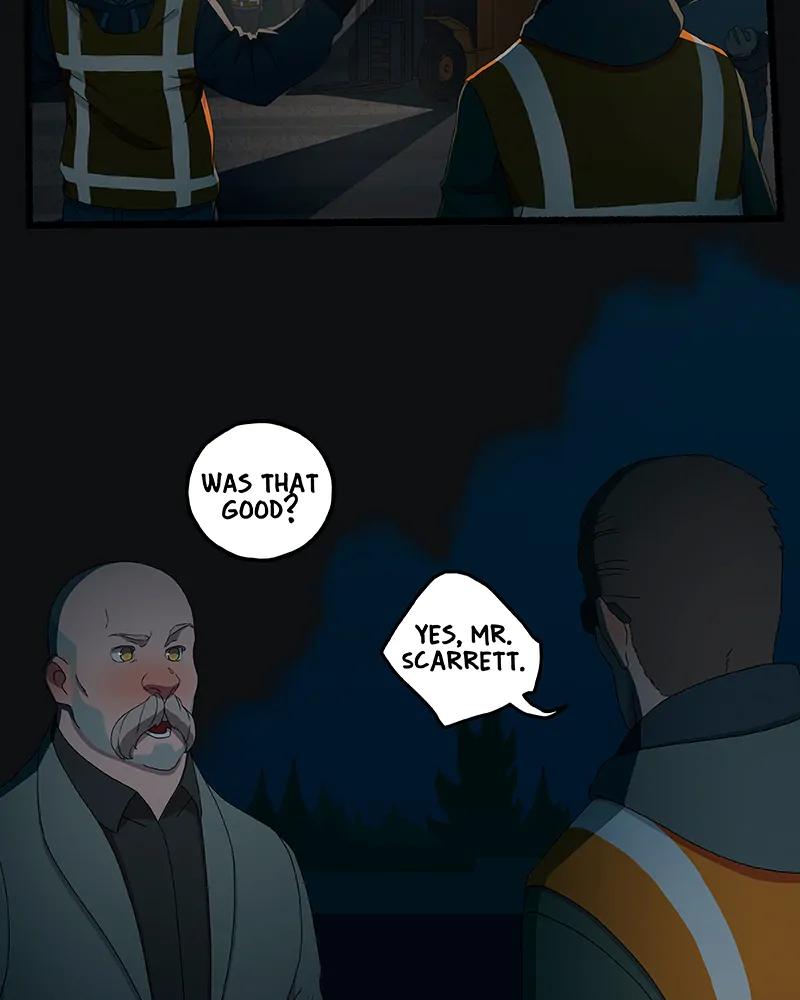 WAS THAT
GOOD?
YES, MR.
SCARRETT.